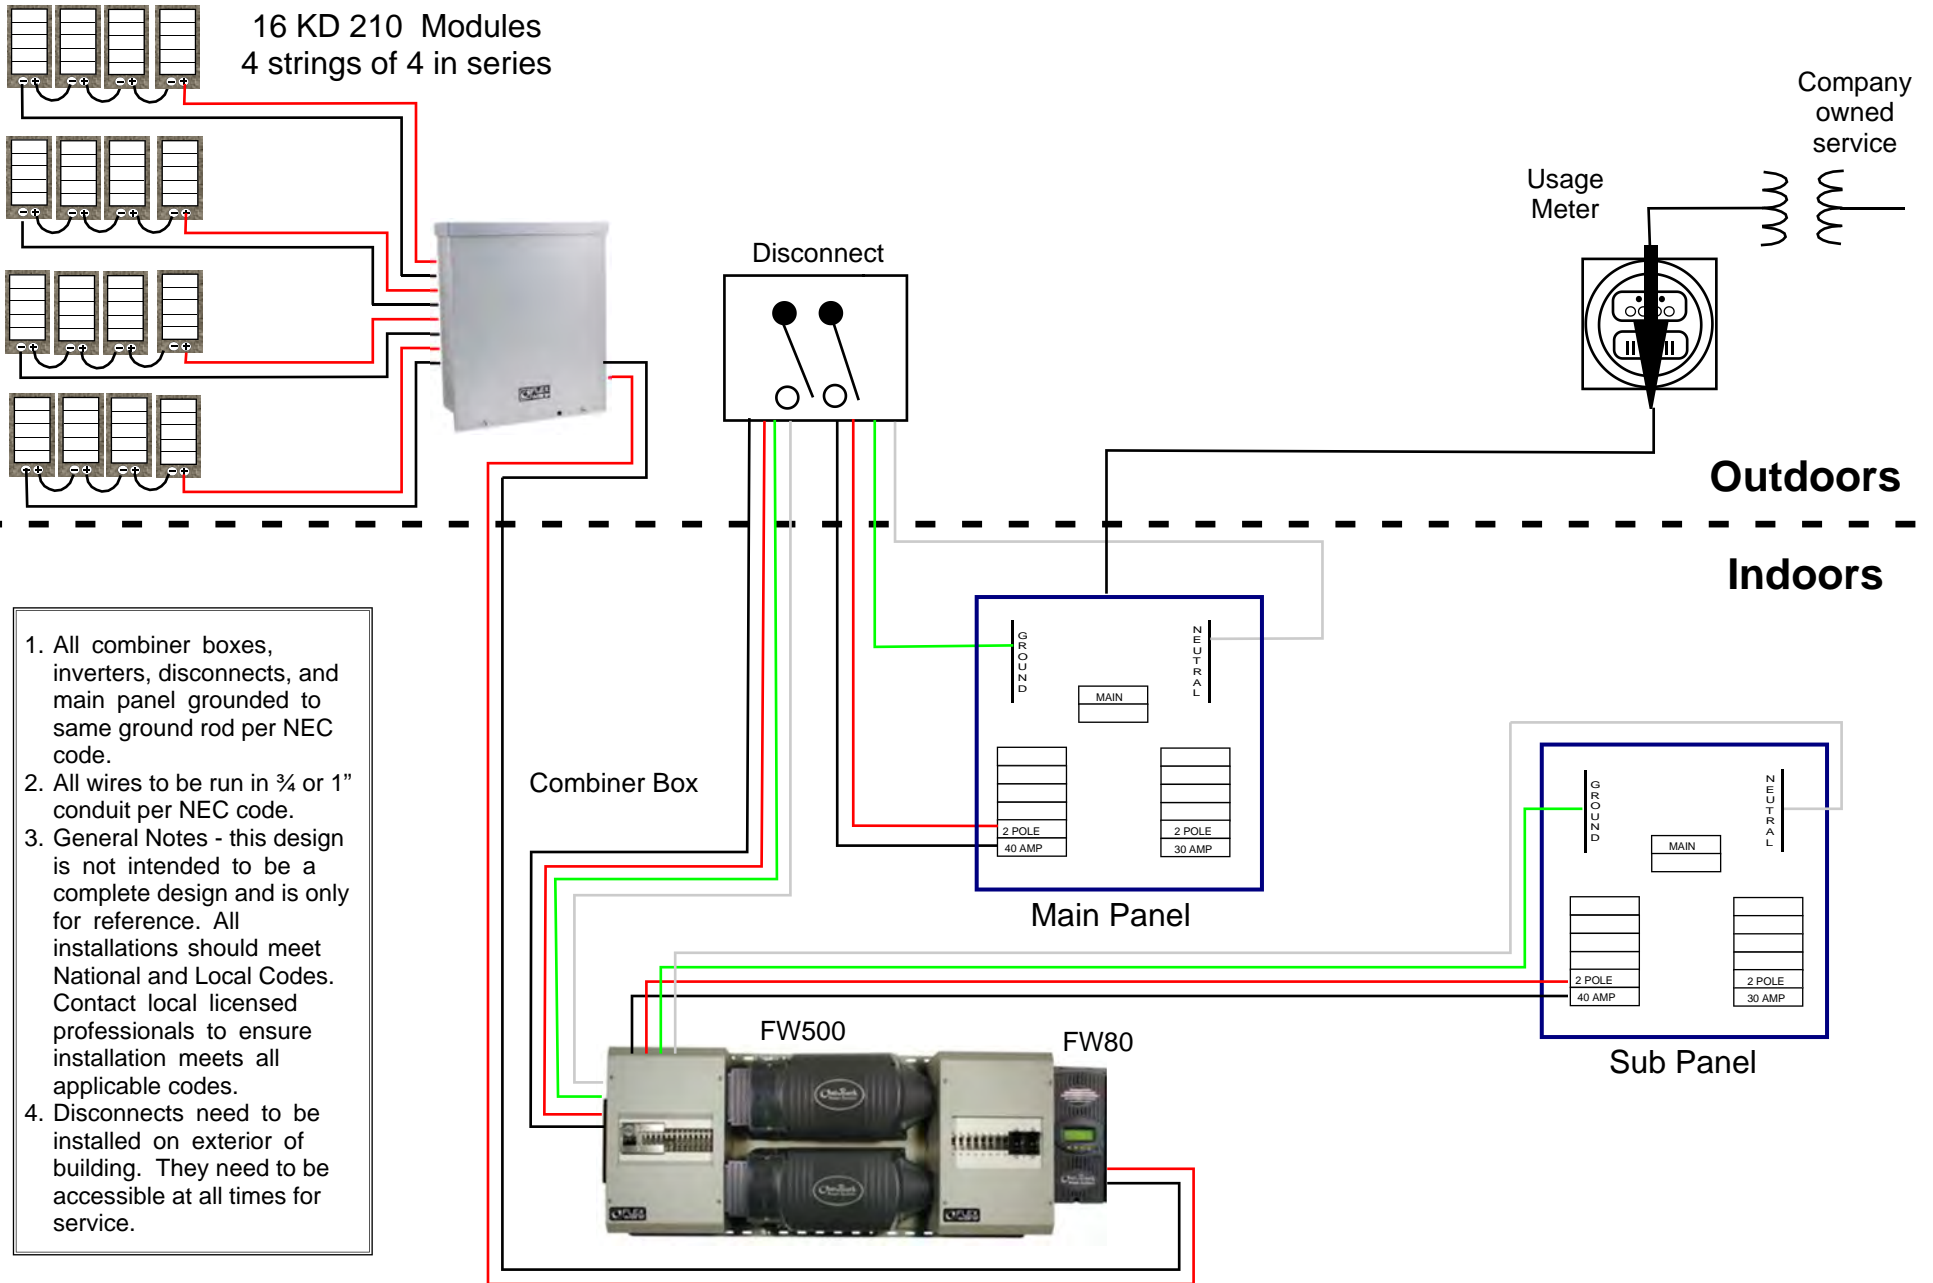 16 KD 210 Modules
4 strings of 4 in series
Company
owned
service
Usage
Meter
Disconnect
Outdoors
Indoors
1. All combiner boxes,
inverters, disconnects, and
main panel grounded to
same ground rod per NEC
code.
2. All wires to be run in ¾ or 1”
conduit per NEC code.
3. General Notes - this design
is not intended to be a
complete design and is only
for reference. All
installations should meet
National and Local Codes.
Contact local licensed
professionals to ensure
installation meets all
applicable codes.
4. Disconnects need to be
installed on exterior of
building. They need to be
accessible at all times for
service.
Combiner Box
GROUND
NEUTRAL
MAIN
2 POLE
40 AMP
2 POLE
30 AMP
Main Panel
GROUND
NEUTRAL
MAIN
2 POLE
40 AMP
2 POLE
30 AMP
Sub Panel
FW500
FW80
OutBack
OutBack
FLEX
FLEX